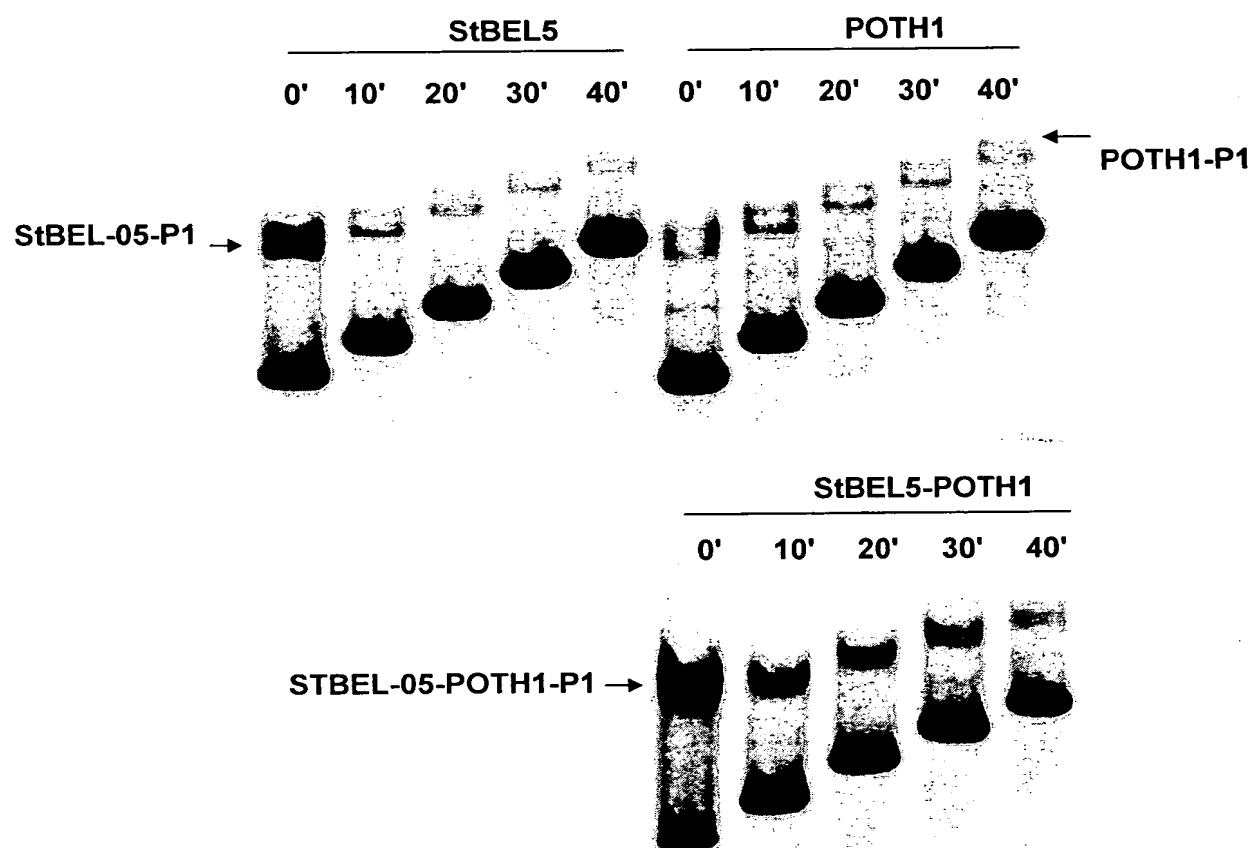 StBEL5 POTH1
0' 10' 20' 30' 40' 0' 10' 20' 30' 40'
POTH1-P1
StBEL-05-P1
StBEL5-POTH1
0' 10' 20' 30' 40'
STBEL-05-POTH1-P1